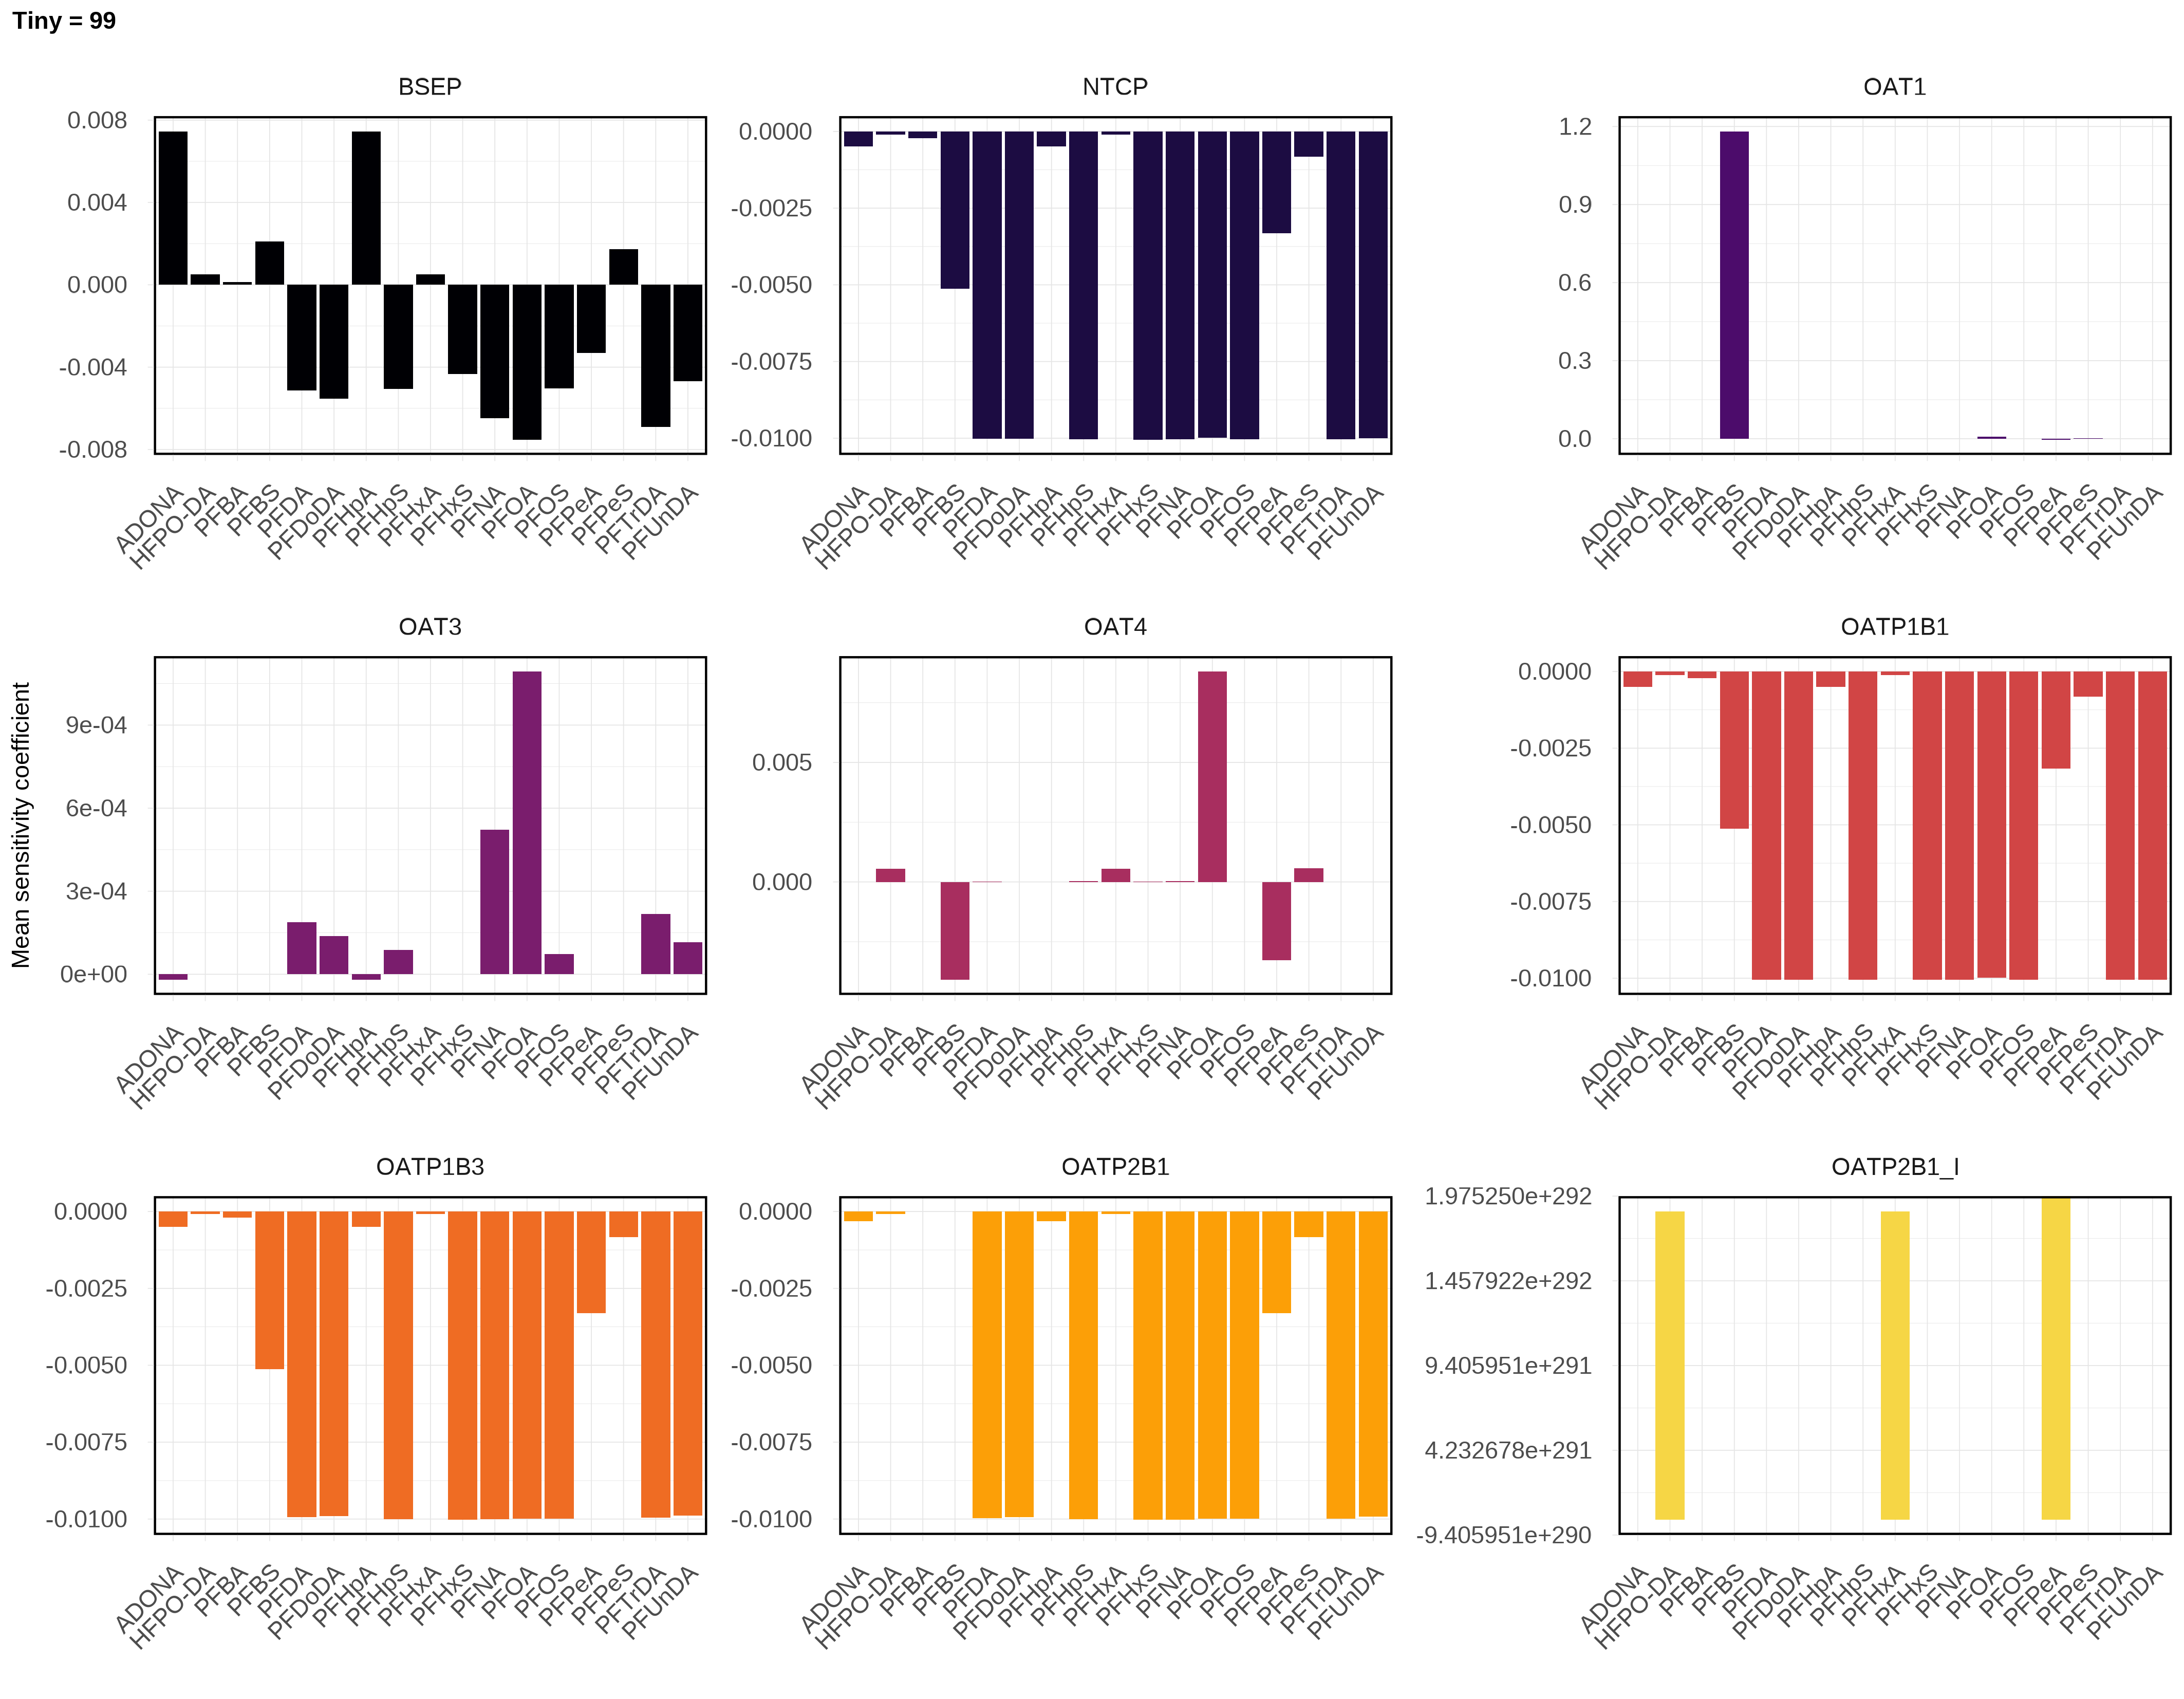 Tiny = 99
BSEP
NTCP
OAT1
0.008
0.004
0.000
-0.004
-0.008
0.0000
-0.0025
-0.0050
-0.0075
-0.0100
1.2
0.9
0.6
0.3
0.0
ADONA
HFPO-DA
PFBA
PFBS
PFDA
PFDoDA
PFHpA
PFHpS
PFHxA
PFHxS
PFNA
PFOA
PFOS
PFPeA
PFPeS
PFTrDA
PFUnDA
ADONA
HFPO-DA
PFBA
PFBS
PFDA
PFDoDA
PFHpA
PFHpS
PFHxA
PFHxS
PFNA
PFOA
PFOS
PFPeA
PFPeS
PFTrDA
PFUnDA
ADONA
HFPO-DA
PFBA
PFBS
PFDA
PFDoDA
PFHpA
PFHpS
PFHxA
PFHxS
PFNA
PFOA
PFOS
PFPeA
PFPeS
PFTrDA
PFUnDA
Mean sensitivity coefficient
OAT3
OAT4
OATP1B1
9e-04
6e-04
3e-04
0e+00
0.005
0.000
0.0000
-0.0025
-0.0050
-0.0075
-0.0100
ADONA
HFPO-DA
PFBA
PFBS
PFDA
PFDoDA
PFHpA
PFHpS
PFHxA
PFHxS
PFNA
PFOA
PFOS
PFPeA
PFPeS
PFTrDA
PFUnDA
ADONA
HFPO-DA
PFBA
PFBS
PFDA
PFDoDA
PFHpA
PFHpS
PFHxA
PFHxS
PFNA
PFOA
PFOS
PFPeA
PFPeS
PFTrDA
PFUnDA
ADONA
HFPO-DA
PFBA
PFBS
PFDA
PFDoDA
PFHpA
PFHpS
PFHxA
PFHxS
PFNA
PFOA
PFOS
PFPeA
PFPeS
PFTrDA
PFUnDA
OATP1B3
OATP2B1
OATP2B1_l
0.0000
-0.0025
-0.0050
-0.0075
-0.0100
0.0000
-0.0025
-0.0050
-0.0075
-0.0100
1.975250e+292
1.457922e+292
9.405951e+291
4.232678e+291
-9.405951e+290
ADONA
HFPO-DA
PFBA
PFBS
PFDA
PFDoDA
PFHpA
PFHpS
PFHxA
PFHxS
PFNA
PFOA
PFOS
PFPeA
PFPeS
PFTrDA
PFUnDA
ADONA
HFPO-DA
PFBA
PFBS
PFDA
PFDoDA
PFHpA
PFHpS
PFHxA
PFHxS
PFNA
PFOA
PFOS
PFPeA
PFPeS
PFTrDA
PFUnDA
ADONA
HFPO-DA
PFBA
PFBS
PFDA
PFDoDA
PFHpA
PFHpS
PFHxA
PFHxS
PFNA
PFOA
PFOS
PFPeA
PFPeS
PFTrDA
PFUnDA